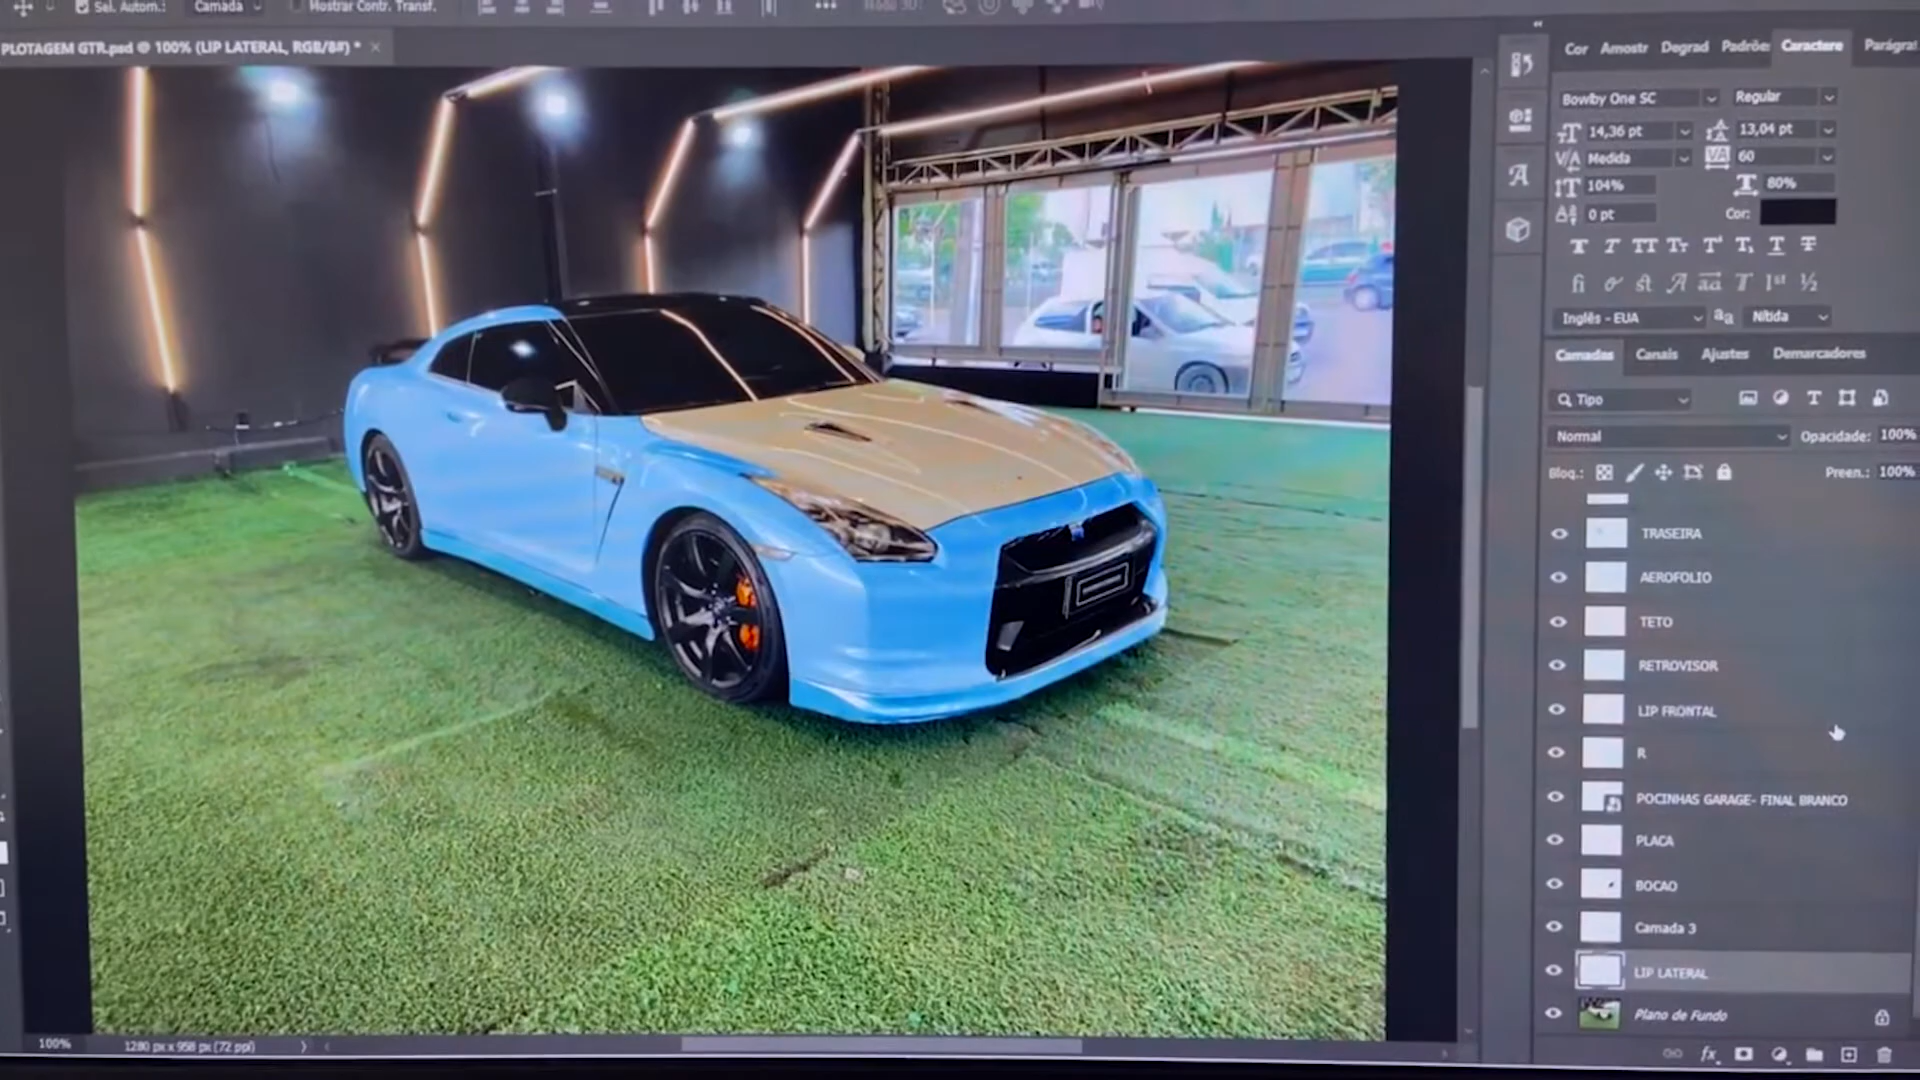 Sel. Autom.: Camada Mostrar Contr. Transf.
PLOTAGEM GTR.psd @ 100% (LIP LATERAL, RGB/8#) *
Cor Amostr Degrad Padrõe Caractere Parágra
Bowlby One SC Regular
14,36 pt 13,04 pt
Medida 60
104% 80%
0 pt Cor:
Inglês - EUA aa Nítida
Camadas Canais Ajustes Demarcadores
Tipo
Normal Opacidade: 100%
Bloq.: Preen.: 100%
TRASEIRA
AEROFOLIO
TETO
RETROVISOR
LIP FRONTAL
R
POCINHAS GARAGE- FINAL BRANCO
PLACA
BOCAO
Camada 3
LIP LATERAL
Plano de Fundo
100% 1280 px x 958 px (72 ppi)